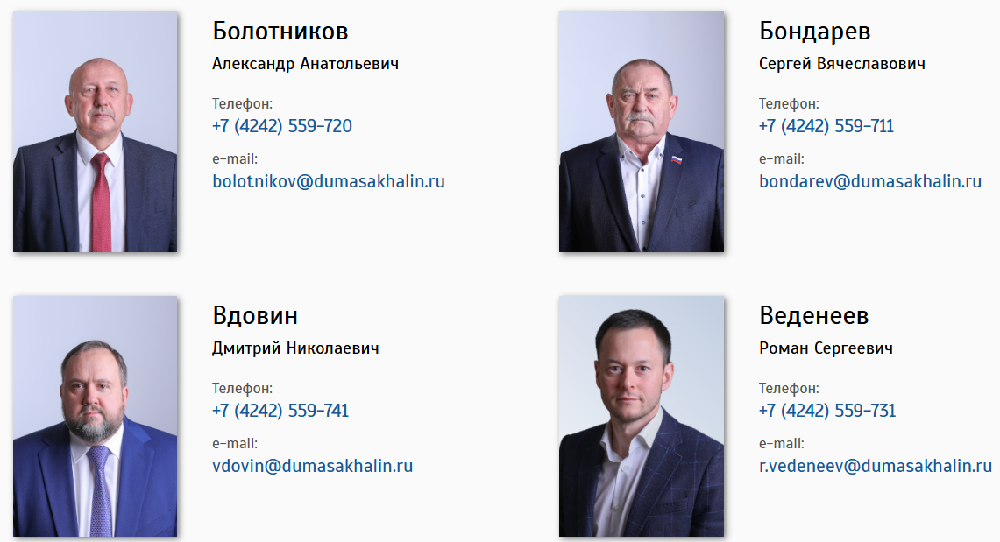 Болотников
Александр Анатольевич
Телефон:
+7 (4242) 559-720
e-mail:
bolotnikov@dumasakhalin.ru
Бондарев
Сергей Вячеславович
Телефон:
+7 (4242) 559-711
e-mail:
bondarev@dumasakhalin.ru
Вдовин
Дмитрий Николаевич
Телефон:
+7 (4242) 559-741
e-mail:
vdovin@dumasakhalin.ru
Веденеев
Роман Сергеевич
Телефон:
+7 (4242) 559-731
e-mail:
r.vedeneev@dumasakhalin.ru